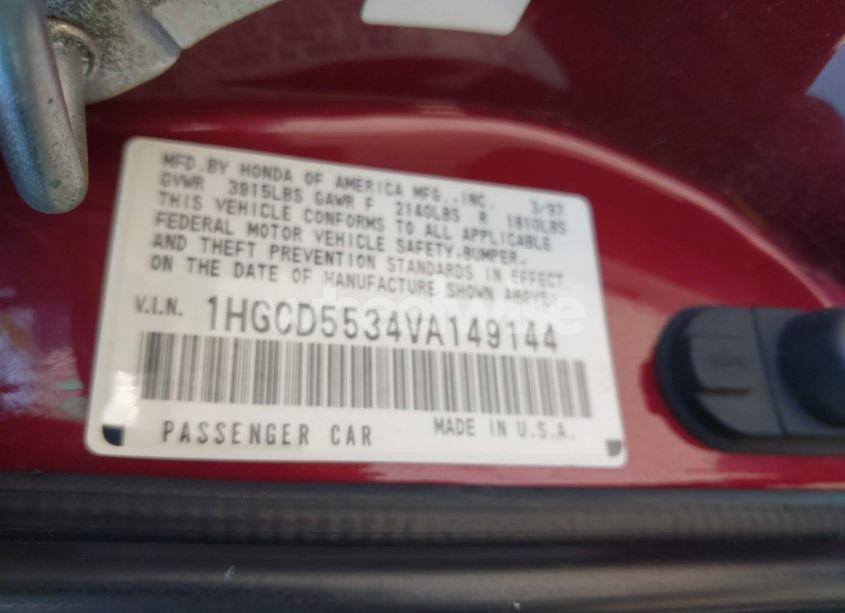 MFD. BY HONDA OF AMERICA MFG., INC. 3/97
GVWR 3915LBS GAWR F 2140LBS R 1810LBS
THIS VEHICLE CONFORMS TO ALL APPLICABLE
FEDERAL MOTOR VEHICLE SAFETY, BUMPER,
AND THEFT PREVENTION STANDARDS IN EFFECT
ON THE DATE OF MANUFACTURE SHOWN ABOVE.
V.I.N. 1HGCD5534VA149144
PASSENGER CAR MADE IN U.S.A.